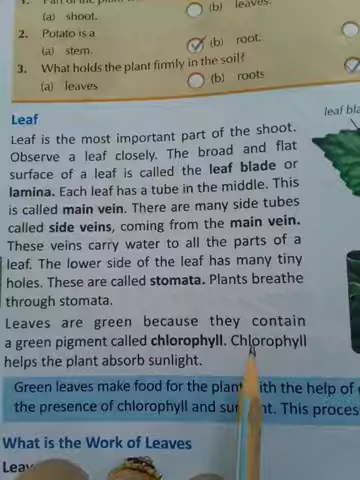 (a) shoot.
(b) leaves.
2. Potato is a
(a) stem.
(b) root.
3. What holds the plant firmly in the soil?
(a) leaves
(b) roots
Leaf
leaf bla
Leaf is the most important part of the shoot.
Observe a leaf closely. The broad and flat
surface of a leaf is called the leaf blade or
lamina. Each leaf has a tube in the middle. This
is called main vein. There are many side tubes
called side veins, coming from the main vein.
These veins carry water to all the parts of a
leaf. The lower side of the leaf has many tiny
holes. These are called stomata. Plants breathe
through stomata.
Leaves are green because they contain
a green pigment called chlorophyll. Chlorophyll
helps the plant absorb sunlight.
Green leaves make food for the plant with the help of
the presence of chlorophyll and su nt. This proces
What is the Work of Leaves
Leav